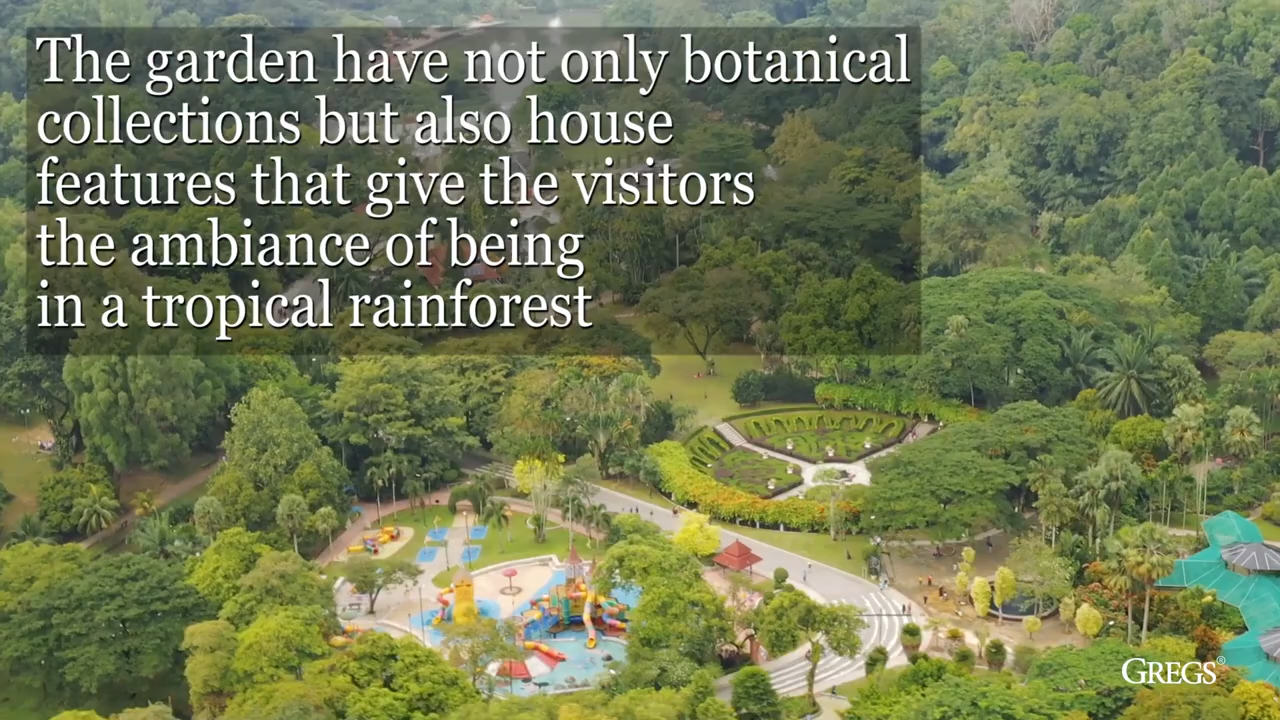 The garden have not only botanical
collections but also house
features that give the visitors
the ambiance of being
in a tropical rainforest
GREGS®